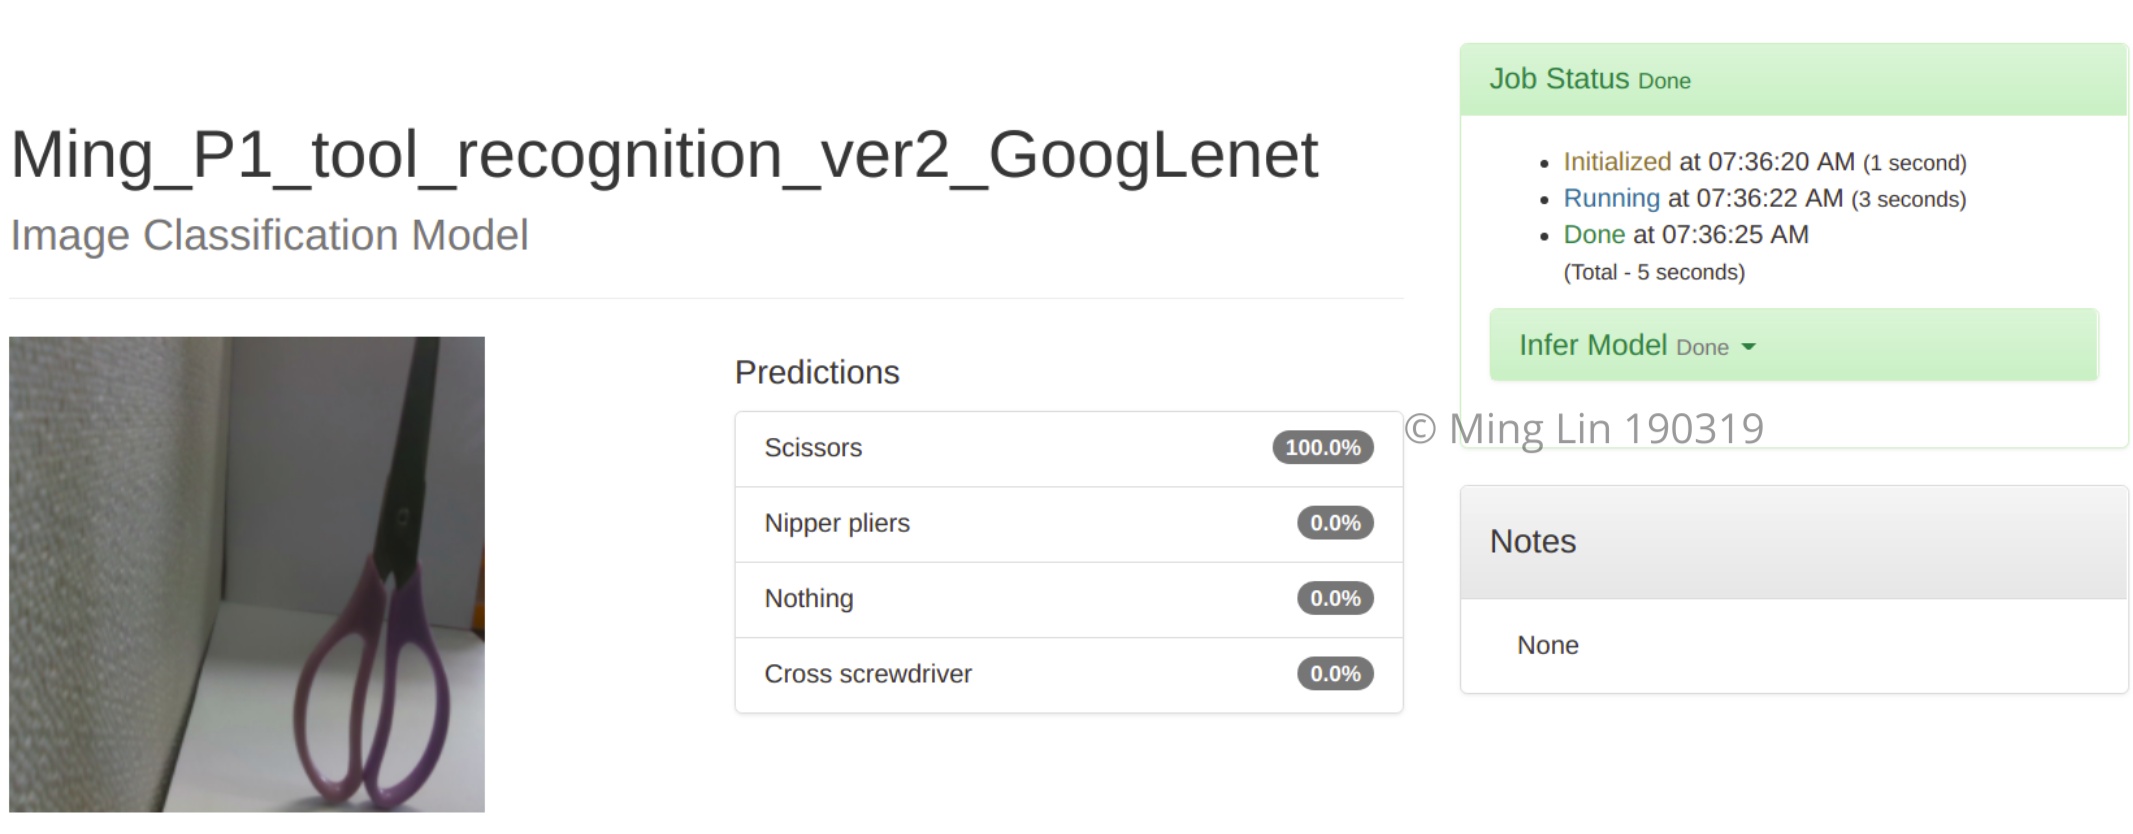 Ming_P1_tool_recognition_ver2_GoogLenet
Image Classification Model
Predictions
Scissors 100.0%
Nipper pliers 0.0%
Nothing 0.0%
Cross screwdriver 0.0%
Job Status Done
Initialized at 07:36:20 AM (1 second)
Running at 07:36:22 AM (3 seconds)
Done at 07:36:25 AM
(Total - 5 seconds)
Infer Model Done
© Ming Lin 190319
Notes
None